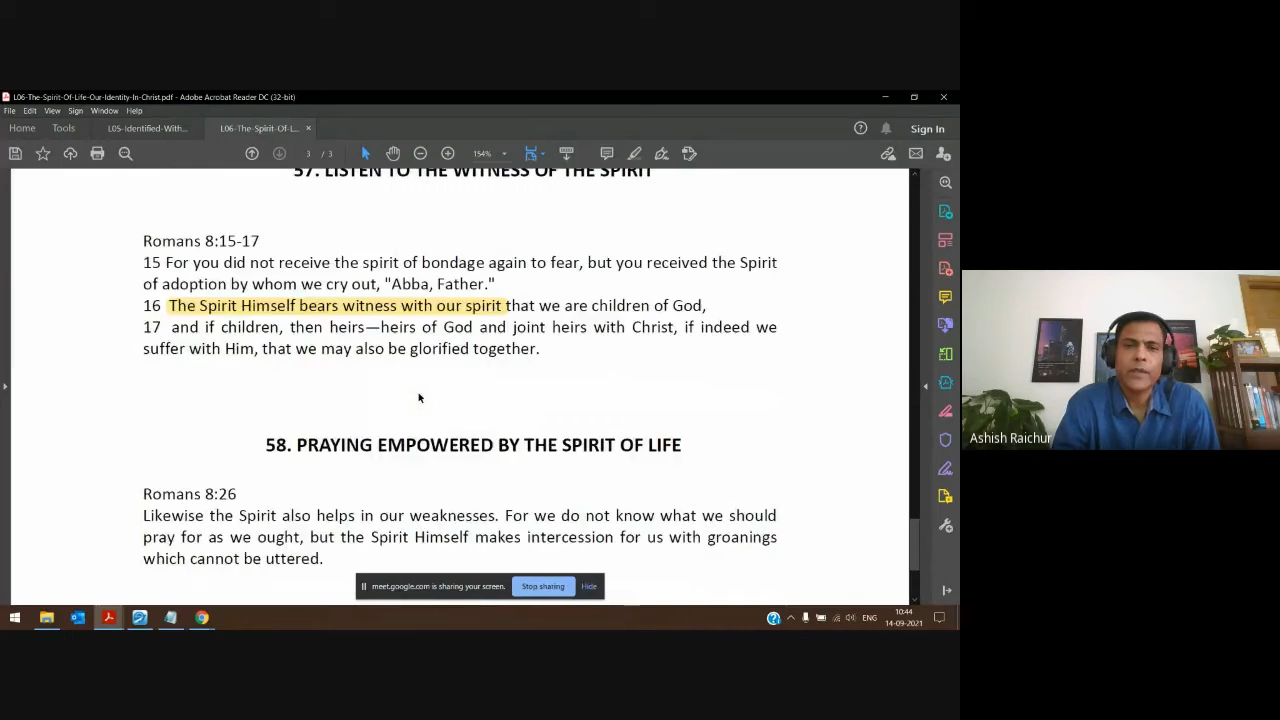 L06-The-Spirit-Of-Life-Our-Identity-In-Christ.pdf - Adobe Acrobat Reader DC (32-bit)
File Edit View Sign Window Help
Home Tools L05-Identified-With... L06-The-Spirit-Of-L... × Sign In
3 / 3 154%
57. LISTEN TO THE WITNESS OF THE SPIRIT
Romans 8:15-17
15 For you did not receive the spirit of bondage again to fear, but you received the Spirit
of adoption by whom we cry out, "Abba, Father."
16 The Spirit Himself bears witness with our spirit that we are children of God,
17 and if children, then heirs—heirs of God and joint heirs with Christ, if indeed we
suffer with Him, that we may also be glorified together.
Ashish Raichur
58. PRAYING EMPOWERED BY THE SPIRIT OF LIFE
Romans 8:26
Likewise the Spirit also helps in our weaknesses. For we do not know what we should
pray for as we ought, but the Spirit Himself makes intercession for us with groanings
which cannot be uttered.
meet.google.com is sharing your screen. Stop sharing Hide
ENG
10:44
14-09-2021